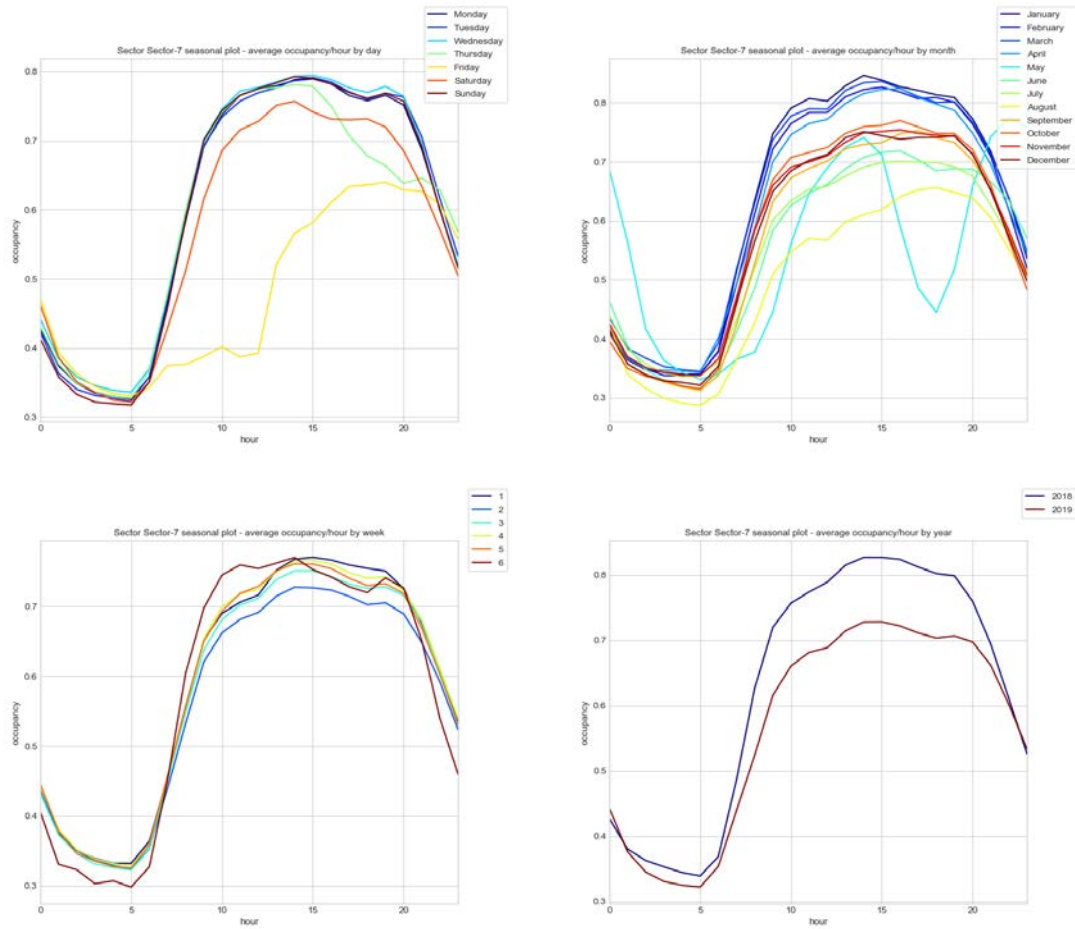 Monday
Tuesday
Wednesday
Thursday
Friday
Saturday
Sunday
Sector Sector-7 seasonal plot - average occupancy/hour by day
0.8
0.7
0.6
0.5
0.4
0.3
occupancy
0 5 10 15 20
hour
January
February
March
April
May
June
July
August
September
October
November
December
Sector Sector-7 seasonal plot - average occupancy/hour by month
0.8
0.7
0.6
0.5
0.4
0.3
occupancy
0 5 10 15 20
hour
1
2
3
4
5
6
Sector Sector-7 seasonal plot - average occupancy/hour by week
0.7
0.6
0.5
0.4
0.3
occupancy
0 5 10 15 20
hour
2018
2019
Sector Sector-7 seasonal plot - average occupancy/hour by year
0.8
0.7
0.6
0.5
0.4
0.3
occupancy
0 5 10 15 20
hour